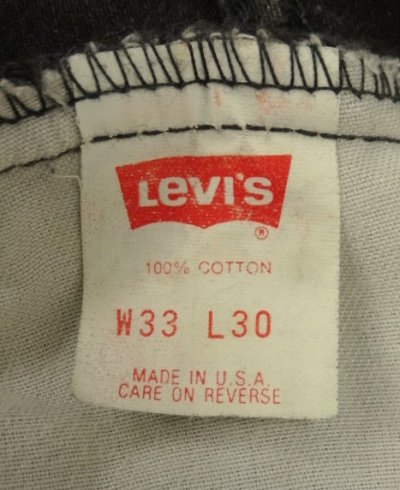 Levi's
®
100% COTTON
W33 L30
MADE IN U.S.A.
CARE ON REVERSE